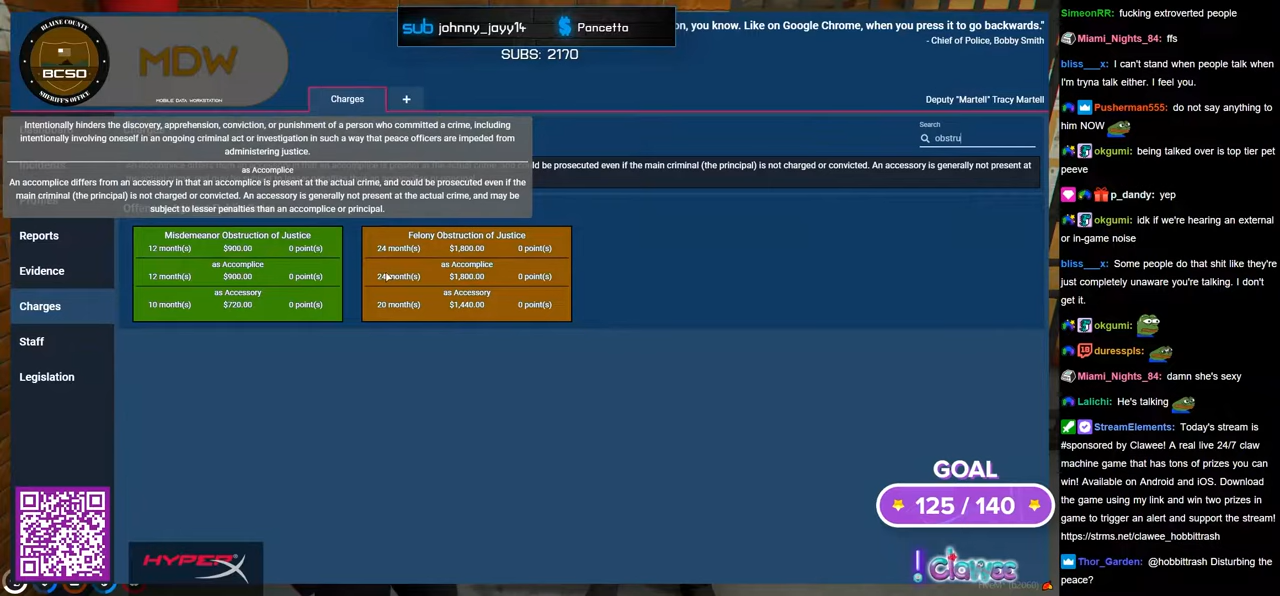 BLAINE COUNTY
BCSO
SHERIFF'S OFFICE
MDW
MOBILE DATA WORKSTATION
sub johnny_jayy14 Pancetta
SUBS: 2170
on, you know. Like on Google Chrome, when you press it to go backwards."
- Chief of Police, Bobby Smith
Charges +
Deputy "Martell" Tracy Martell
Search
obstru
Intentionally hinders the discovery, apprehension, conviction, or punishment of a person who committed a crime, including
intentionally involving oneself in an ongoing criminal act or investigation in such a way that peace officers are impeded from
administering justice.
as Accomplice
An accomplice differs from an accessory in that an accomplice is present at the actual crime, and could be prosecuted even if the
main criminal (the principal) is not charged or convicted. An accessory is generally not present at the actual crime, and may be
subject to lesser penalties than an accomplice or principal.
be prosecuted even if the main criminal (the principal) is not charged or convicted. An accessory is generally not present at
Reports
Evidence
Charges
Staff
Legislation
Misdemeanor Obstruction of Justice
12 month(s) $900.00 0 point(s)
as Accomplice
12 month(s) $900.00 0 point(s)
as Accessory
10 month(s) $720.00 0 point(s)
Felony Obstruction of Justice
24 month(s) $1,800.00 0 point(s)
as Accomplice
24 month(s) $1,800.00 0 point(s)
as Accessory
20 month(s) $1,440.00 0 point(s)
GOAL
125 / 140
HYPERX
!clawee
SimeonRR: fucking extroverted people
Miami_Nights_84: ffs
bliss___x: I can't stand when people talk when
I'm tryna talk either. I feel you.
Pusherman555: do not say anything to
him NOW
okgumi: being talked over is top tier pet
peeve
p_dandy: yep
okgumi: idk if we're hearing an external
or in-game noise
bliss___x: Some people do that shit like they're
just completely unaware you're talking. I don't
get it.
okgumi:
duresspls:
Miami_Nights_84: damn she's sexy
Lalichi: He's talking
StreamElements: Today's stream is
#sponsored by Clawee! A real live 24/7 claw
machine game that has tons of prizes you can
win! Available on Android and iOS. Download
the game using my link and win two prizes in
game to trigger an alert and support the stream!
https://strms.net/clawee_hobbittrash
Thor_Garden: @hobbittrash Disturbing the
peace?